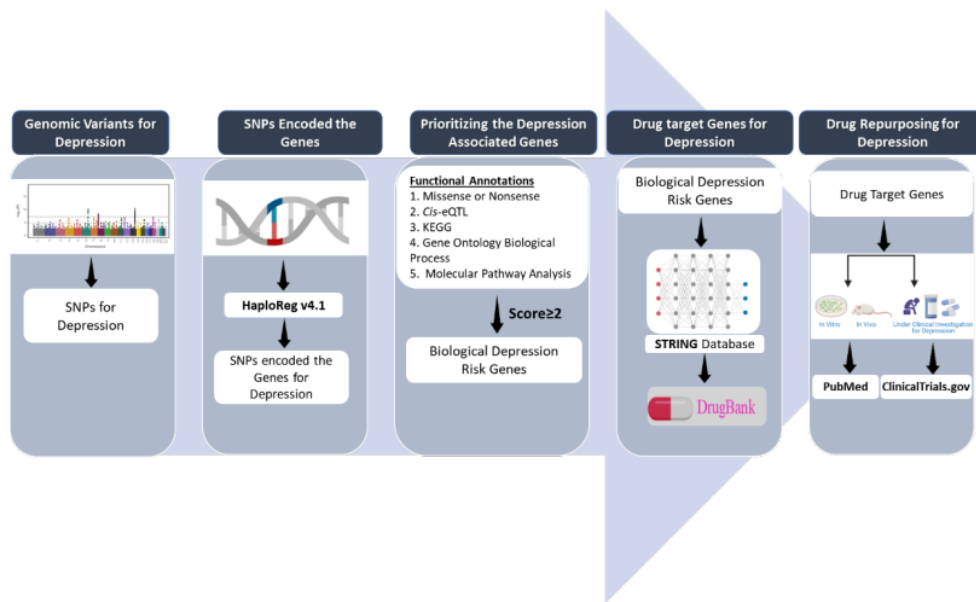 Genomic Variants for
Depression
SNPs for
Depression
SNPs Encoded the
Genes
HaploReg v4.1
SNPs encoded the
Genes for
Depression
Prioritizing the Depression
Associated Genes
Functional Annotations
1. Missense or Nonsense
2. Cis-eQTL
3. KEGG
4. Gene Ontology Biological
Process
5. Molecular Pathway Analysis
Score≥2
Biological Depression
Risk Genes
Drug target Genes for
Depression
Biological Depression
Risk Genes
STRING Database
DrugBank
Drug Repurposing for
Depression
Drug Target Genes
In Vitro
In Vivo
Under Clinical Investigation
for Depression
PubMed
ClinicalTrials.gov